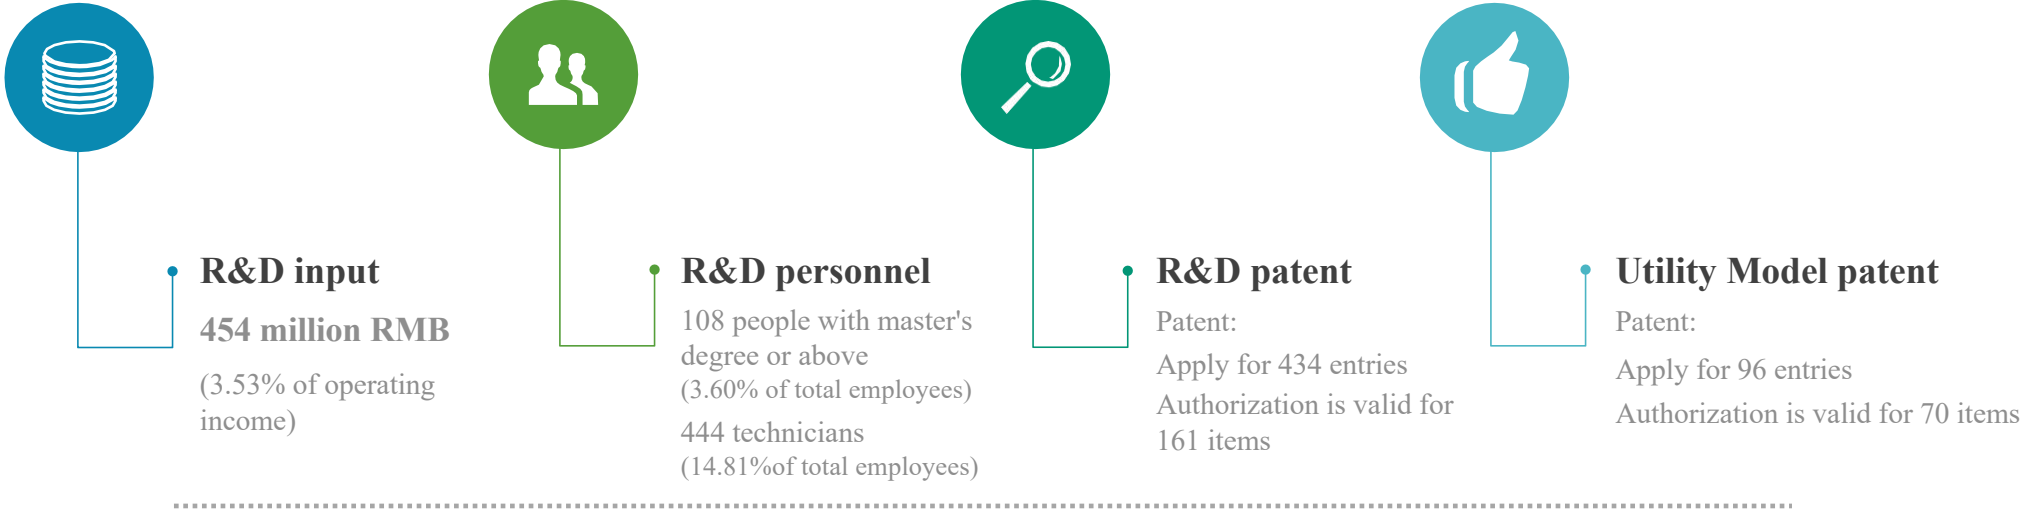 R&D input
454 million RMB
(3.53% of operating
income)
R&D personnel
108 people with master's
degree or above
(3.60% of total employees)
444 technicians
(14.81%of total employees)
R&D patent
Patent:
Apply for 434 entries
Authorization is valid for
161 items
Utility Model patent
Patent:
Apply for 96 entries
Authorization is valid for 70 items